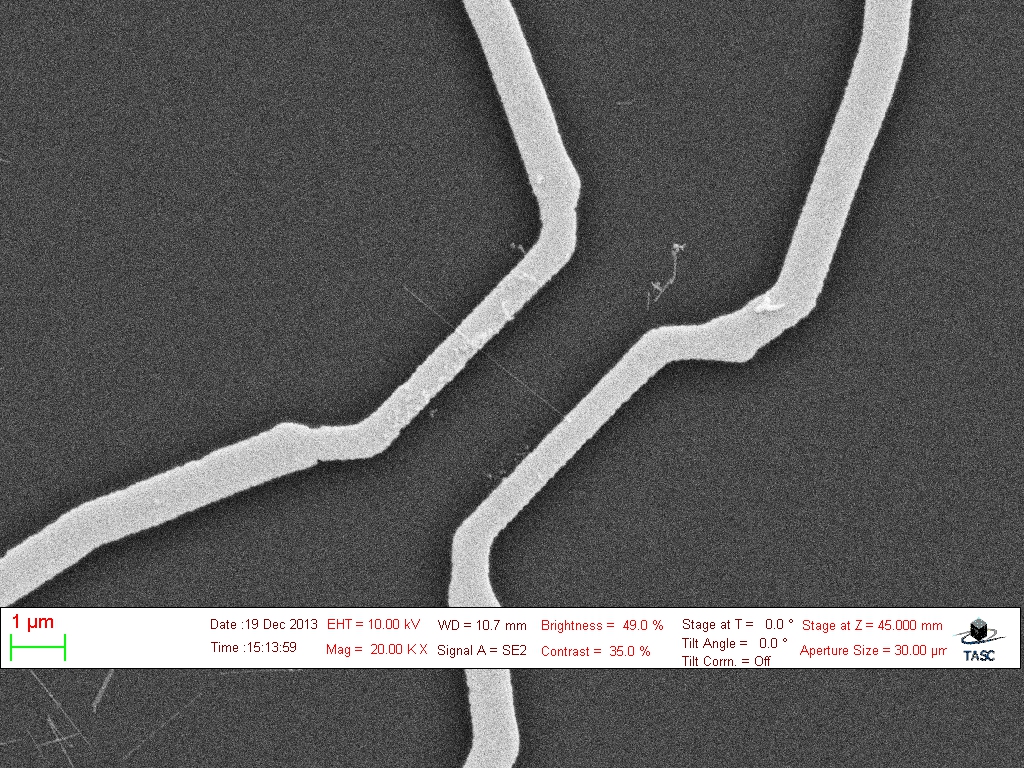 1 µm
Date :19 Dec 2013 EHT = 10.00 kV WD = 10.7 mm Brightness = 49.0 % Stage at T = 0.0 ° Stage at Z = 45.000 mm
Time :15:13:59 Mag = 20.00 K X Signal A = SE2 Contrast = 35.0 % Tilt Angle = 0.0 ° Aperture Size = 30.00 µm
Tilt Corrn. = Off
TASC